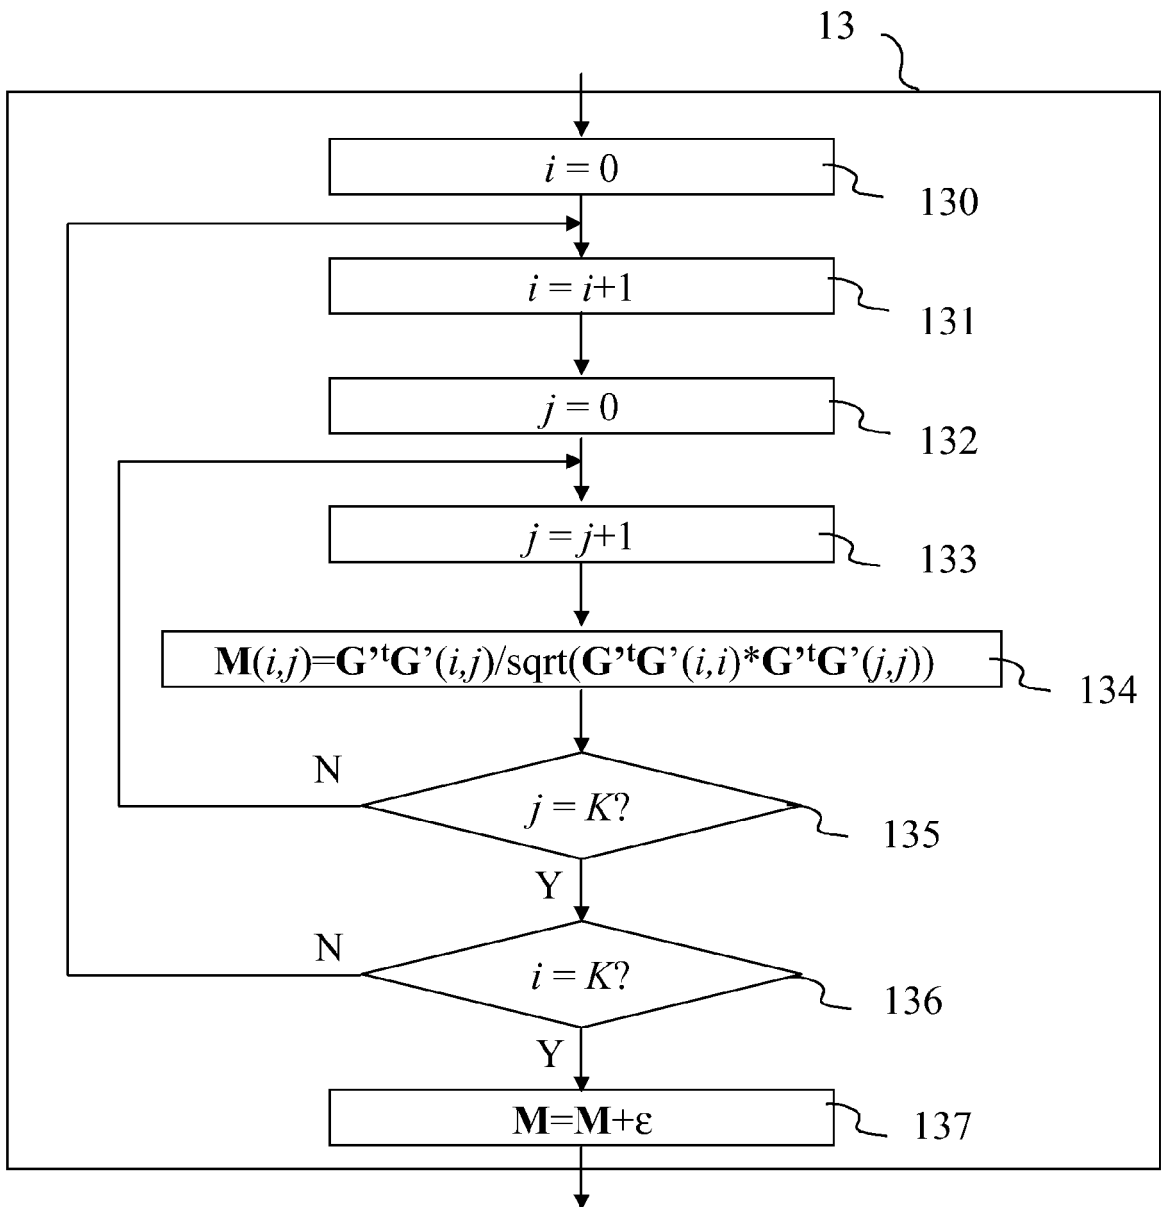 13
i = 0
130
i = i+1
131
j = 0
132
j = j+1
133
M(i,j)=G’ᵗG’(i,j)/sqrt(G’ᵗG’(i,i)*G’ᵗG’(j,j))
134
N
j = K?
135
Y
N
i = K?
136
Y
M=M+ε
137